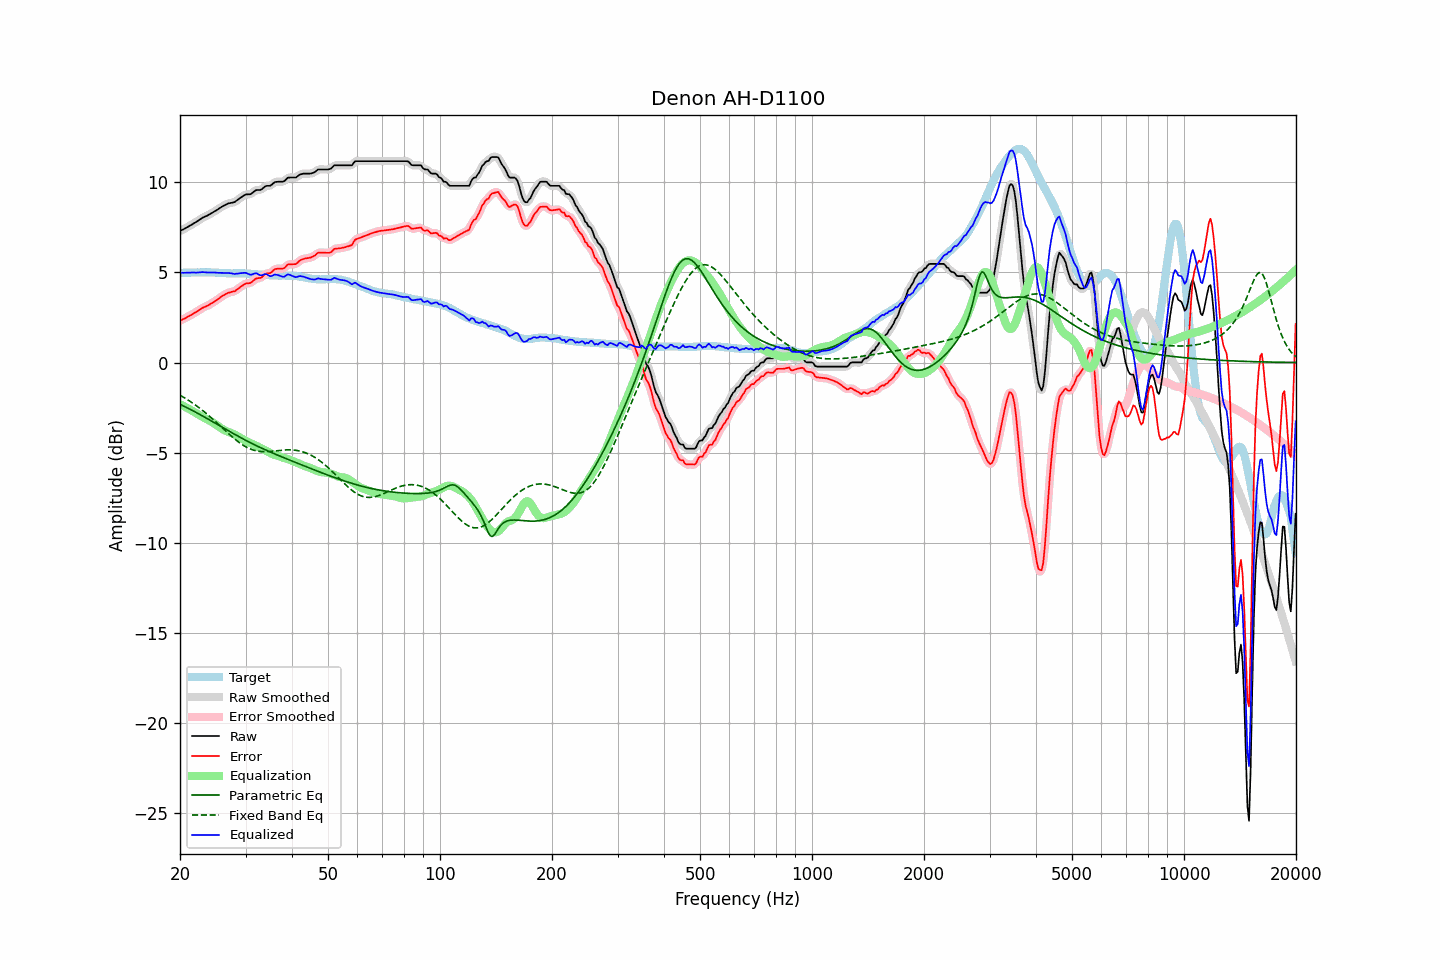 Denon AH-D1100
Amplitude (dBr)
10
5
0
−5
−10
−15
−20
−25
Target
Raw Smoothed
Error Smoothed
Raw
Error
Equalization
Parametric Eq
Fixed Band Eq
Equalized
20 50 100 200 500 1000 2000 5000 10000 20000
Frequency (Hz)